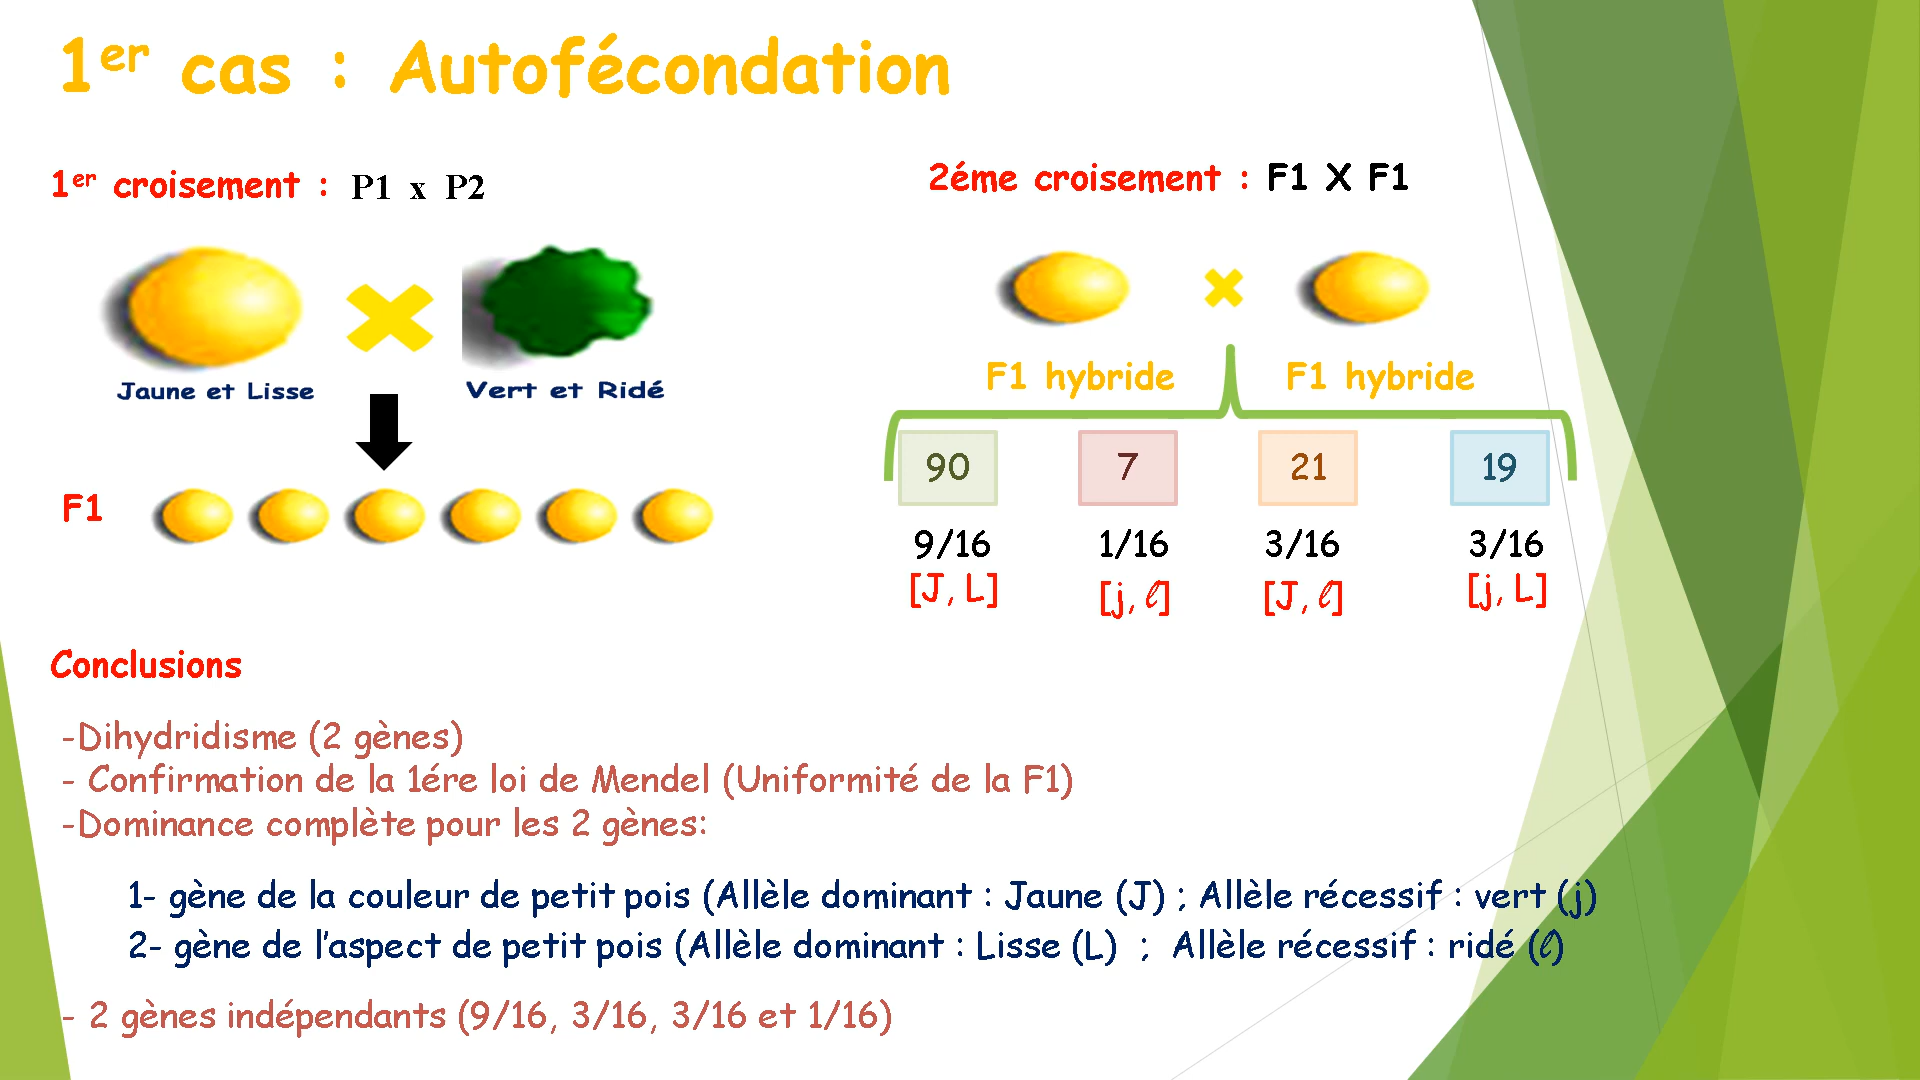 1er cas : Autofécondation
1er croisement : P1 x P2
Jaune et Lisse
Vert et Ridé
F1
2éme croisement : F1 X F1
F1 hybride
F1 hybride
90 7 21 19
9/16 1/16 3/16 3/16
[J, L] [j, ℓ] [J, ℓ] [j, L]
Conclusions
-Dihydridisme (2 gènes)
- Confirmation de la 1ére loi de Mendel (Uniformité de la F1)
-Dominance complète pour les 2 gènes:
1- gène de la couleur de petit pois (Allèle dominant : Jaune (J) ; Allèle récessif : vert (j)
2- gène de l’aspect de petit pois (Allèle dominant : Lisse (L) ; Allèle récessif : ridé (ℓ)
- 2 gènes indépendants (9/16, 3/16, 3/16 et 1/16)